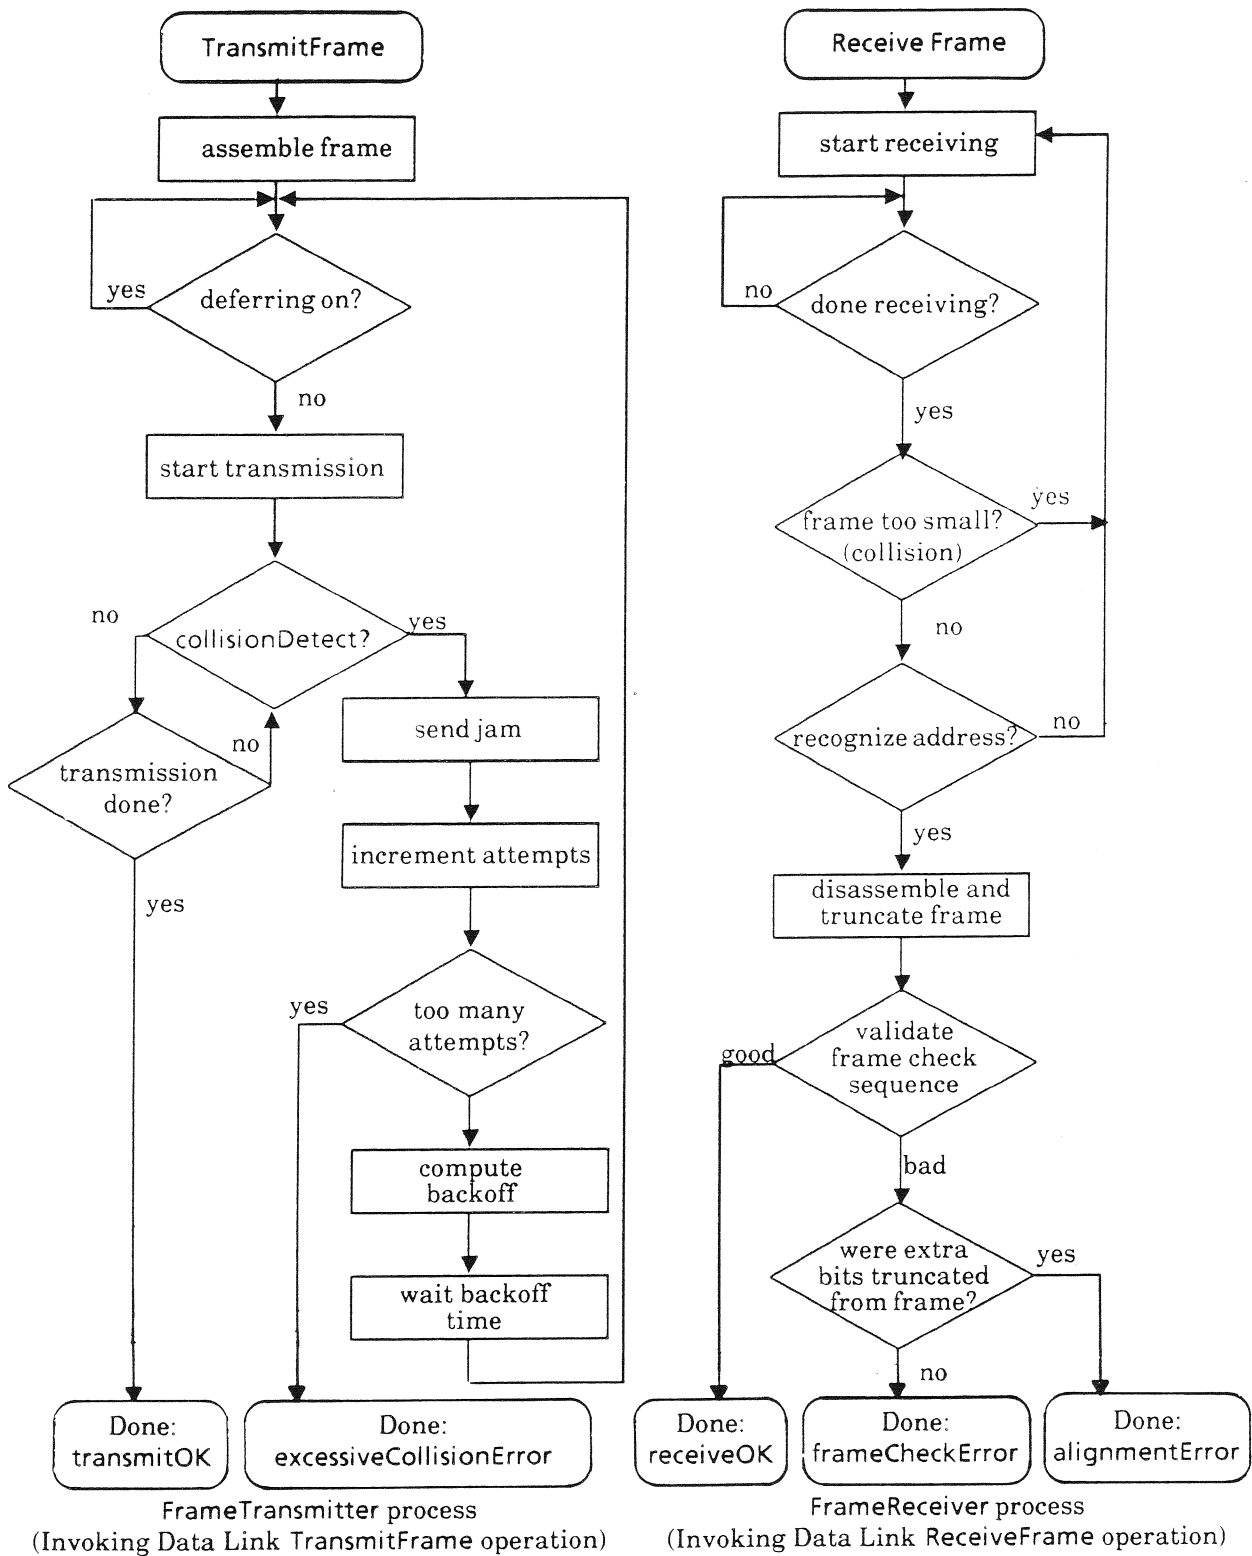 TransmitFrame
assemble frame
yes
deferring on?
no
start transmission
no
collisionDetect?
yes
send jam
no
transmission
done?
increment attempts
yes
yes
too many
attempts?
compute
backoff
wait backoff
time
Done:
transmitOK
Done:
excessiveCollisionError
FrameTransmitter process
(Invoking Data Link TransmitFrame operation)
Receive Frame
start receiving
no
done receiving?
yes
frame too small?
(collision)
yes
no
recognize address?
no
yes
disassemble and
truncate frame
validate
frame check
sequence
good
bad
were extra
bits truncated
from frame?
yes
no
Done:
receiveOK
Done:
frameCheckError
Done:
alignmentError
FrameReceiver process
(Invoking Data Link ReceiveFrame operation)